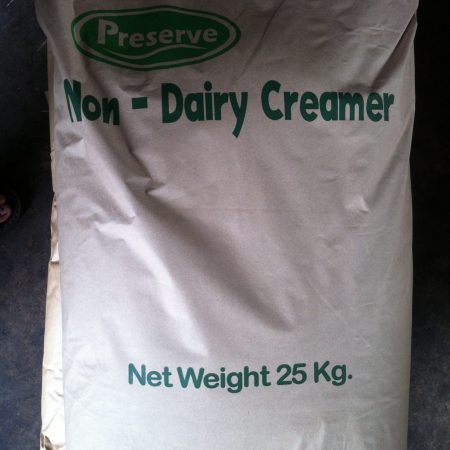 Preserve
Non - Dairy Creamer
Net Weight 25 Kg.